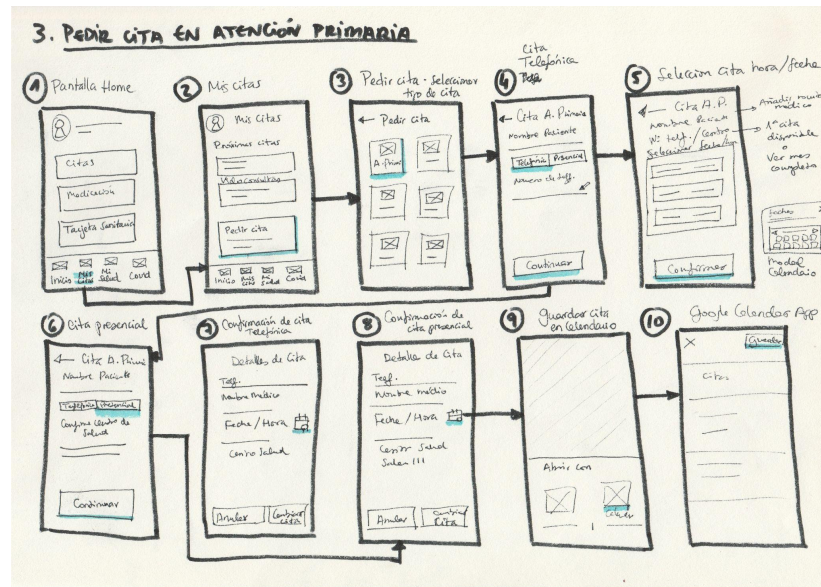 3. PEDIR CITA EN ATENCIÓN PRIMARIA
1 Pantalla Home
Citas
Medicación
Tarjeta Sanitaria
Inicio Mis Citas Mi Salud Covid
2 Mis citas
Mis Citas
Próximas citas
Videoconsultas
Pedir cita
Inicio Mis Citas Mi Salud Covid
3 Pedir cita - Seleccionar
tipo de cita
← Pedir cita
A. Prim
4 Cita
Telefónica
← Cita A. Primaria
Nombre Paciente
Telefónica Presencial
Número de telf.
Continuar
5 Selección cita hora/fecha
← Cita A.P.
Nombre Paciente
Nº telf. / Centro
Seleccionar fecha/hora
Confirmar
Añadir
médico
1ª cita
disponible
o
Ver mes
completo
Fechas
Modal
Calendario
6 Cita presencial
← Cita A. Prima
Nombre Paciente
Telefónica Presencial
Confirme Centro de
Salud
Continuar
7 Confirmación de cita
Telefónica
Detalles de Cita
Telf.
Nombre médico
Fecha / Hora
Centro Salud
Anular
Cambiar
cita
8 Confirmación de
cita presencial
Detalles de Cita
Telf.
Nombre médico
Fecha / Hora
Centro Salud
Sala
Anular
Cambiar
Cita
9 Guardar cita
en Calendario
Abrir con
10 Google Calendar App
× Guardar
Citas